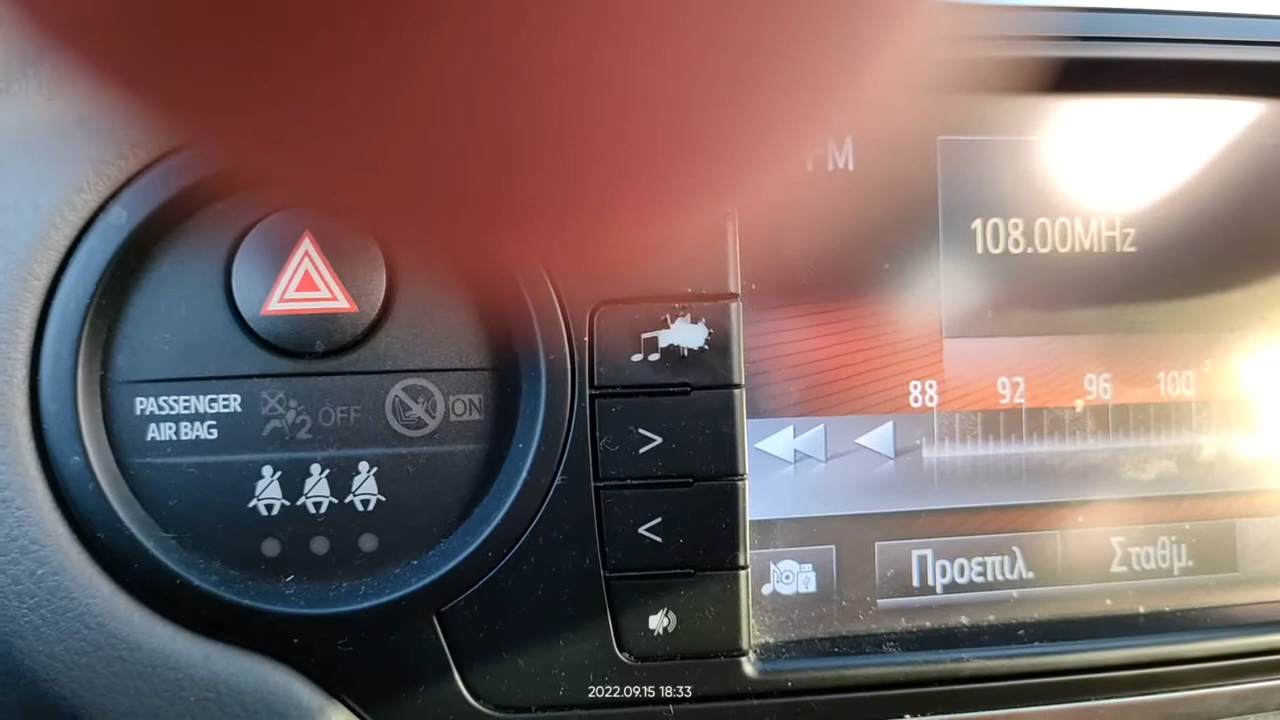 FM
108.00MHz
88 92 96 100
PASSENGER
AIR BAG
OFF
ON
>
<
Προεπιλ. Σταθμ.
2022.09.15 18:33